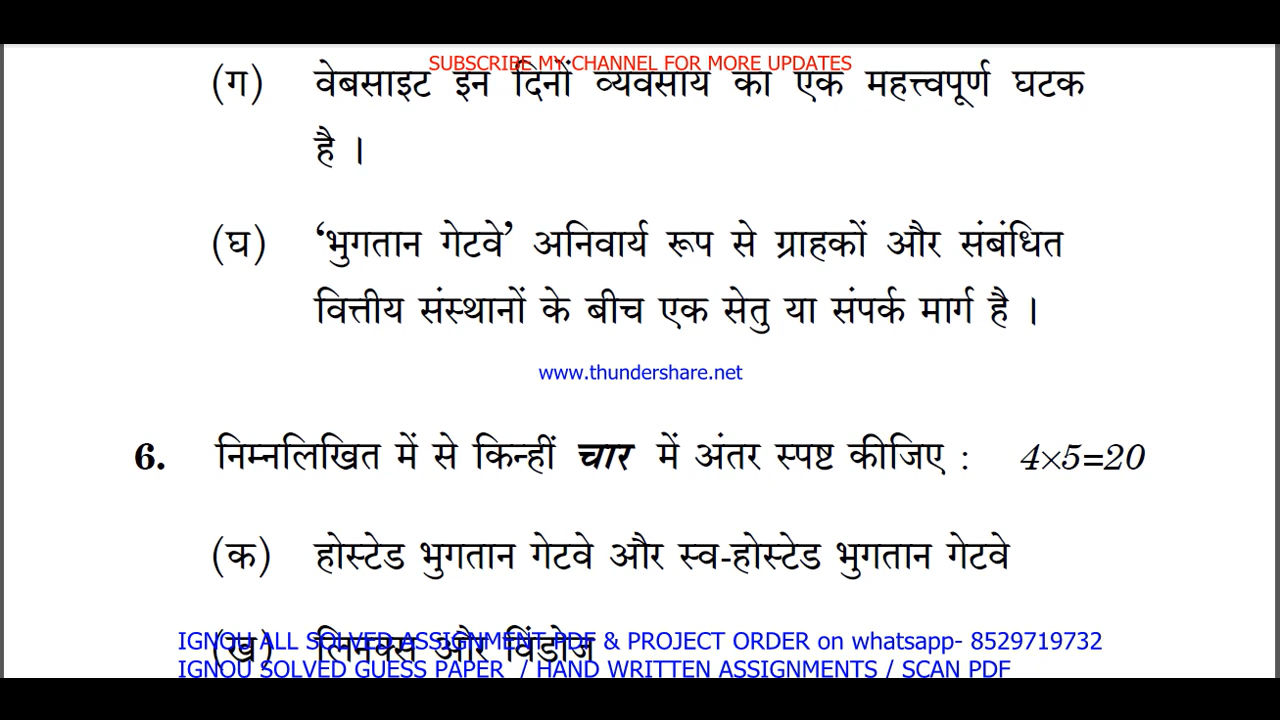 SUBSCRIBE MY CHANNEL FOR MORE UPDATES
(ग) वेबसाइट इन दिनों व्यवसाय का एक महत्त्वपूर्ण घटक
है ।
(घ) ‘भुगतान गेटवे’ अनिवार्य रूप से ग्राहकों और संबंधित
वित्तीय संस्थानों के बीच एक सेतु या संपर्क मार्ग है ।
www.thundershare.net
6. निम्नलिखित में से किन्हीं चार में अंतर स्पष्ट कीजिए : 4×5=20
(क) होस्टेड भुगतान गेटवे और स्व-होस्टेड भुगतान गेटवे
(ख) लिनक्स और विंडोज
IGNOU ALL SOLVED ASSIGNMENT PDF & PROJECT ORDER on whatsapp- 8529719732
IGNOU SOLVED GUESS PAPER / HAND WRITTEN ASSIGNMENTS / SCAN PDF